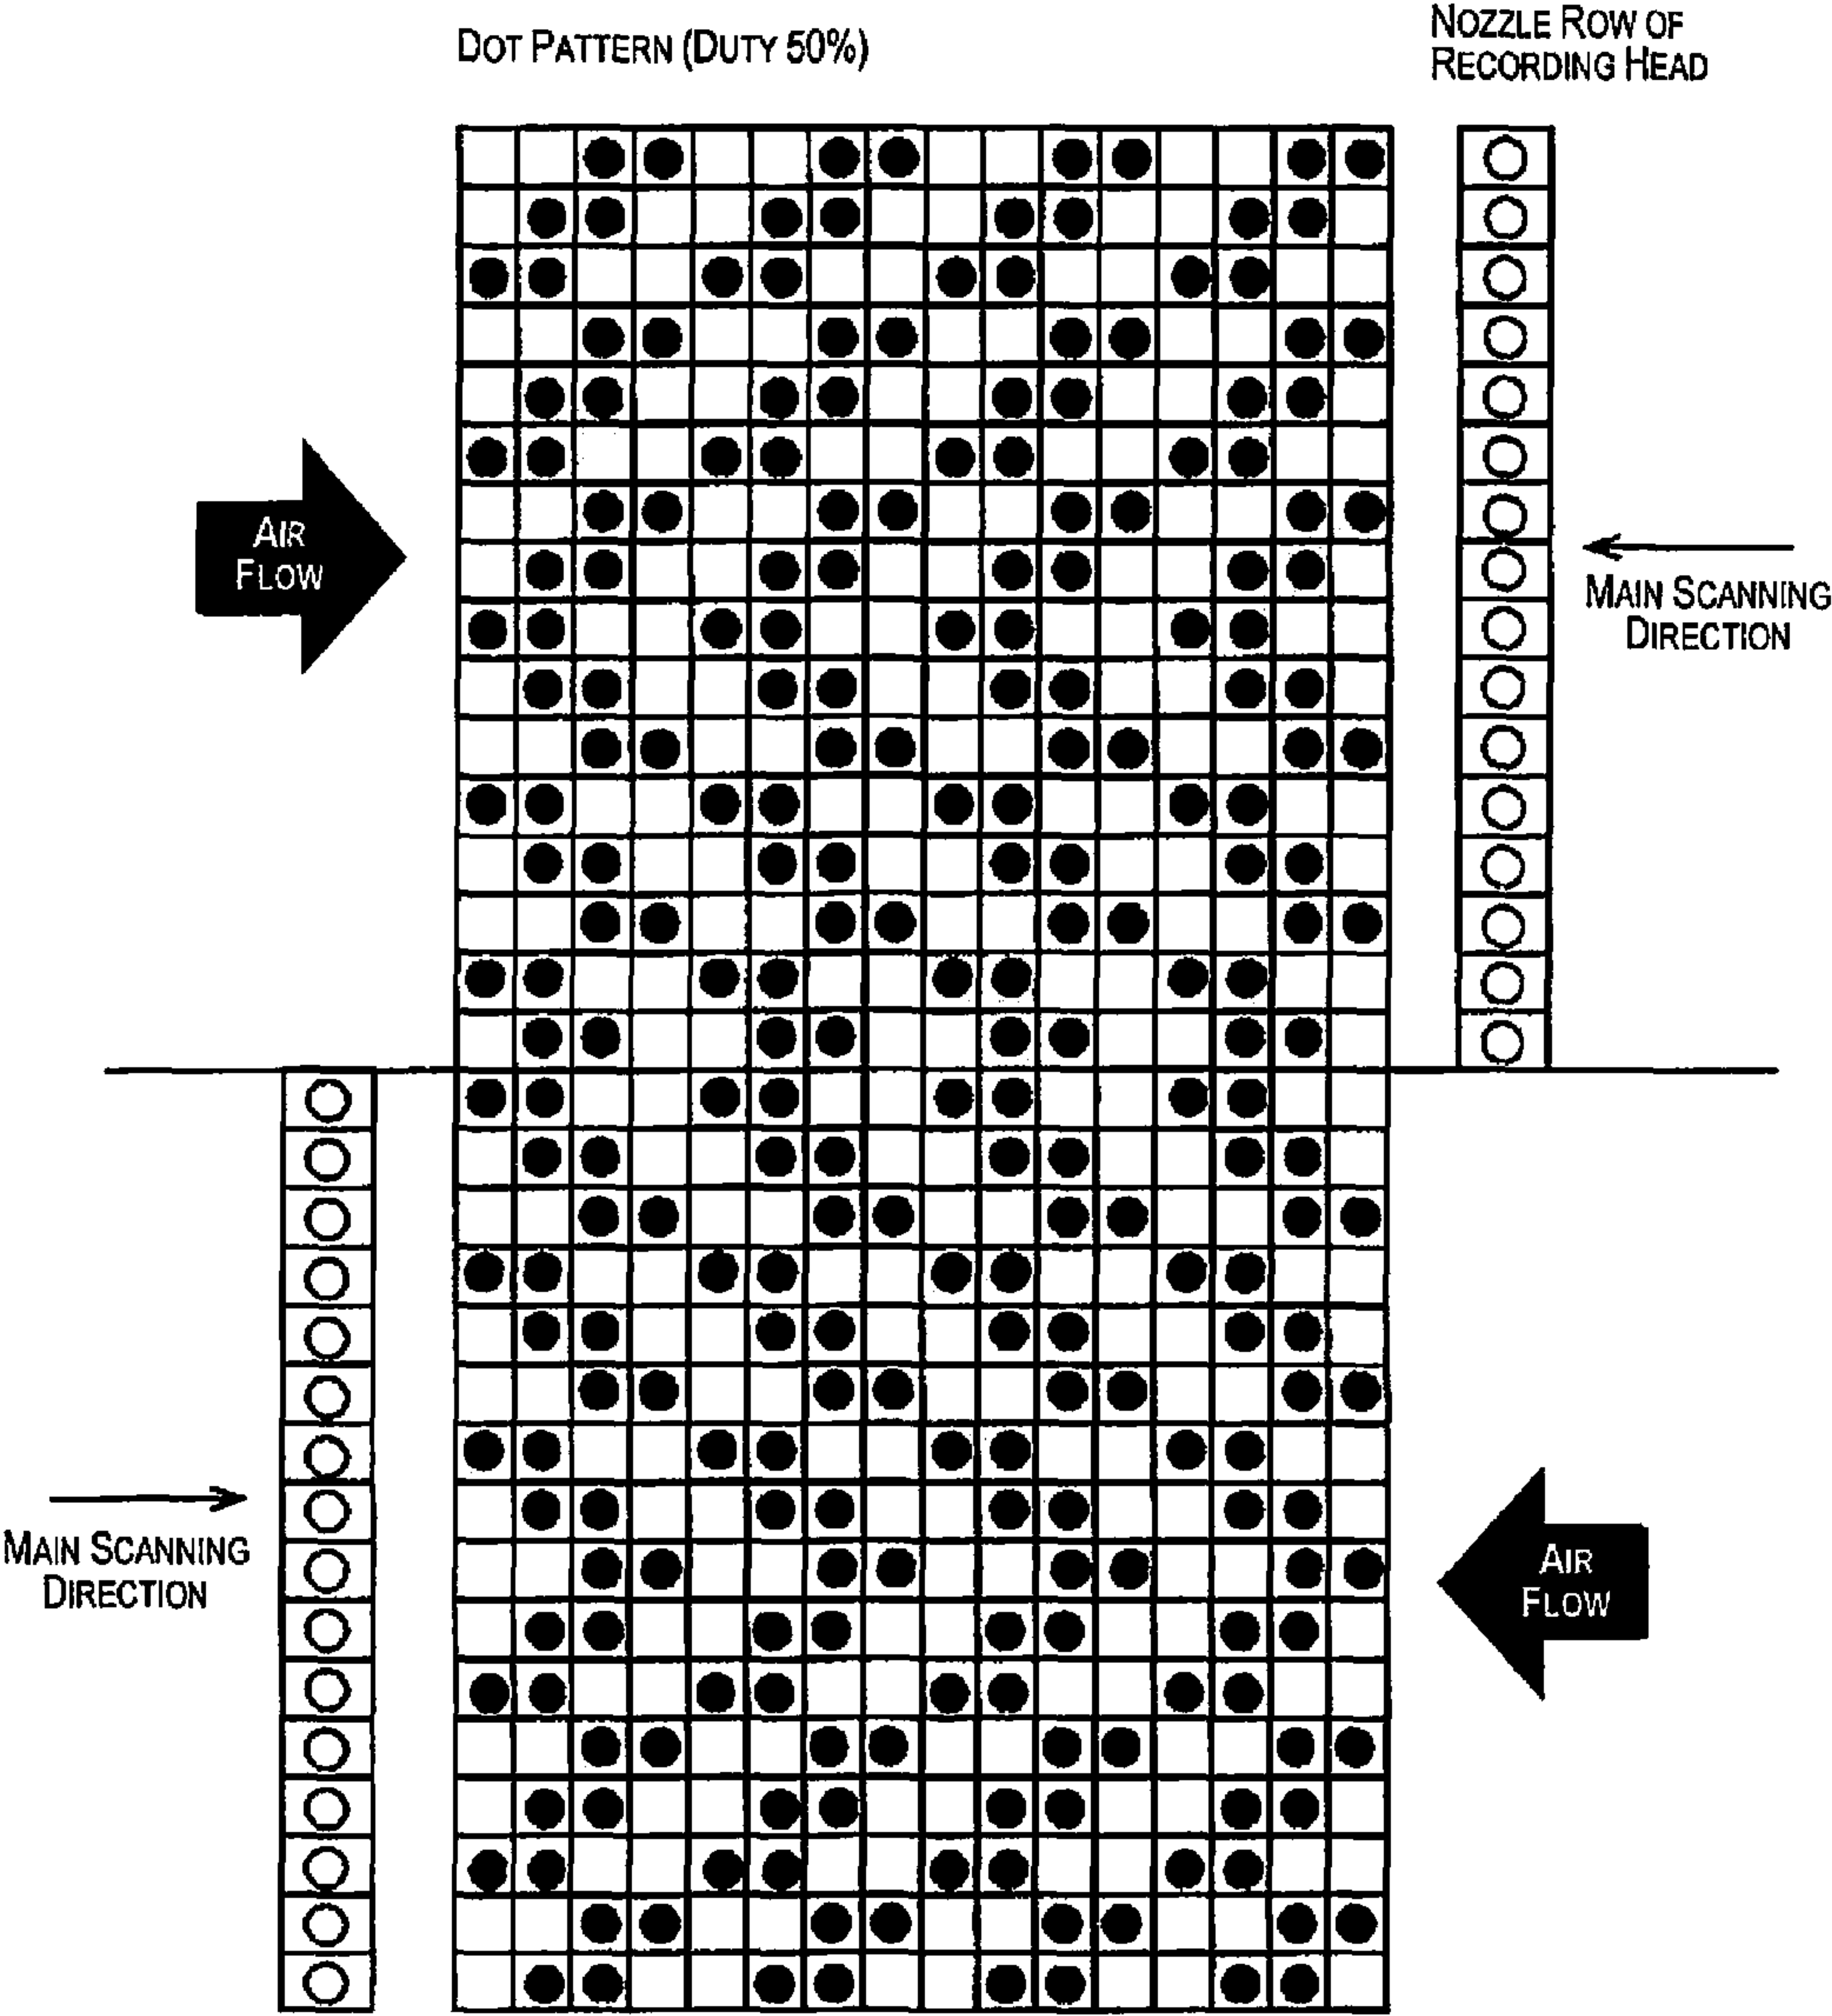 DOT PATTERN (DUTY 50%)
NOZZLE ROW OF
RECORDING HEAD
AIR
FLOW
MAIN SCANNING
DIRECTION
MAIN SCANNING
DIRECTION
AIR
FLOW